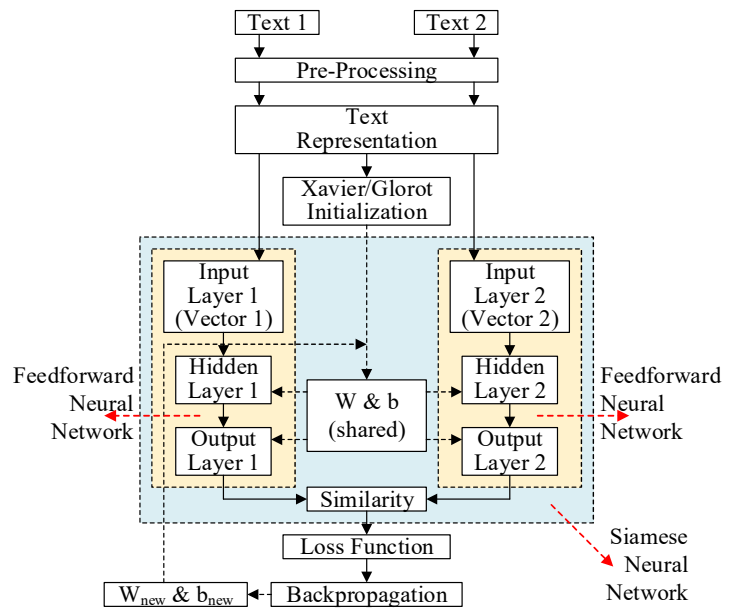 Text 1
Text 2
Pre-Processing
Text
Representation
Xavier/Glorot
Initialization
Input
Layer 1
(Vector 1)
Input
Layer 2
(Vector 2)
Hidden
Layer 1
Hidden
Layer 2
Feedforward
Neural
Network
W & b
(shared)
Feedforward
Neural
Network
Output
Layer 1
Output
Layer 2
Similarity
Loss Function
Siamese
Neural
Network
Wnew & bnew
Backpropagation